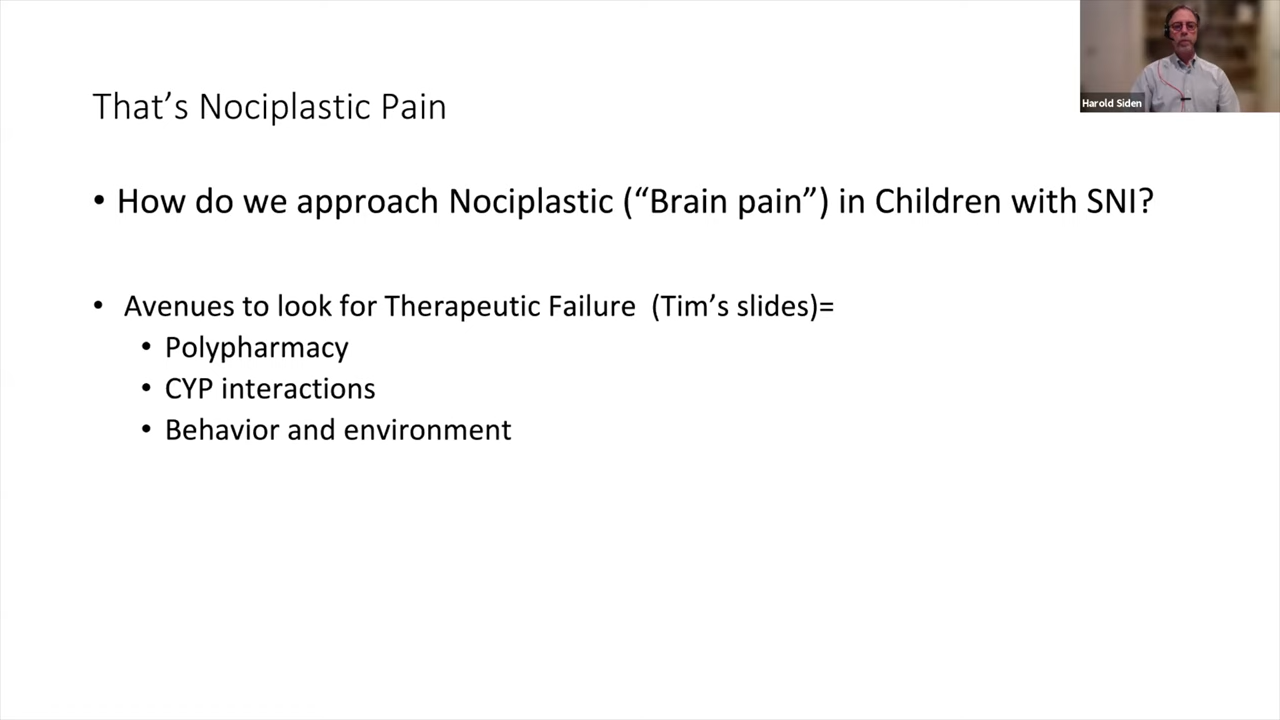 Harold Siden
That’s Nociplastic Pain
• How do we approach Nociplastic (“Brain pain”) in Children with SNI?
• Avenues to look for Therapeutic Failure (Tim’s slides)=
• Polypharmacy
• CYP interactions
• Behavior and environment